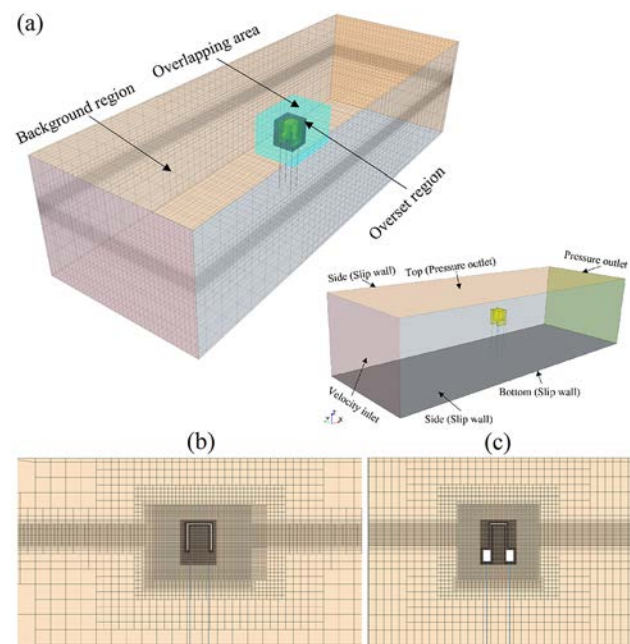 (a)
Overlapping area
Background region
Overset region
Side (Slip wall)
Top (Pressure outlet)
Pressure outlet
Velocity inlet
Side (Slip wall)
Bottom (Slip wall)
(b)
(c)